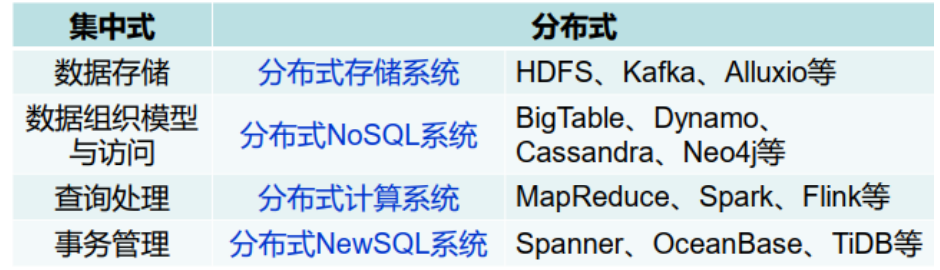 集中式 分布式
数据存储 分布式存储系统 HDFS、Kafka、Alluxio等
数据组织模型
与访问 分布式NoSQL系统 BigTable、Dynamo、
Cassandra、Neo4j等
查询处理 分布式计算系统 MapReduce、Spark、Flink等
事务管理 分布式NewSQL系统 Spanner、OceanBase、TiDB等